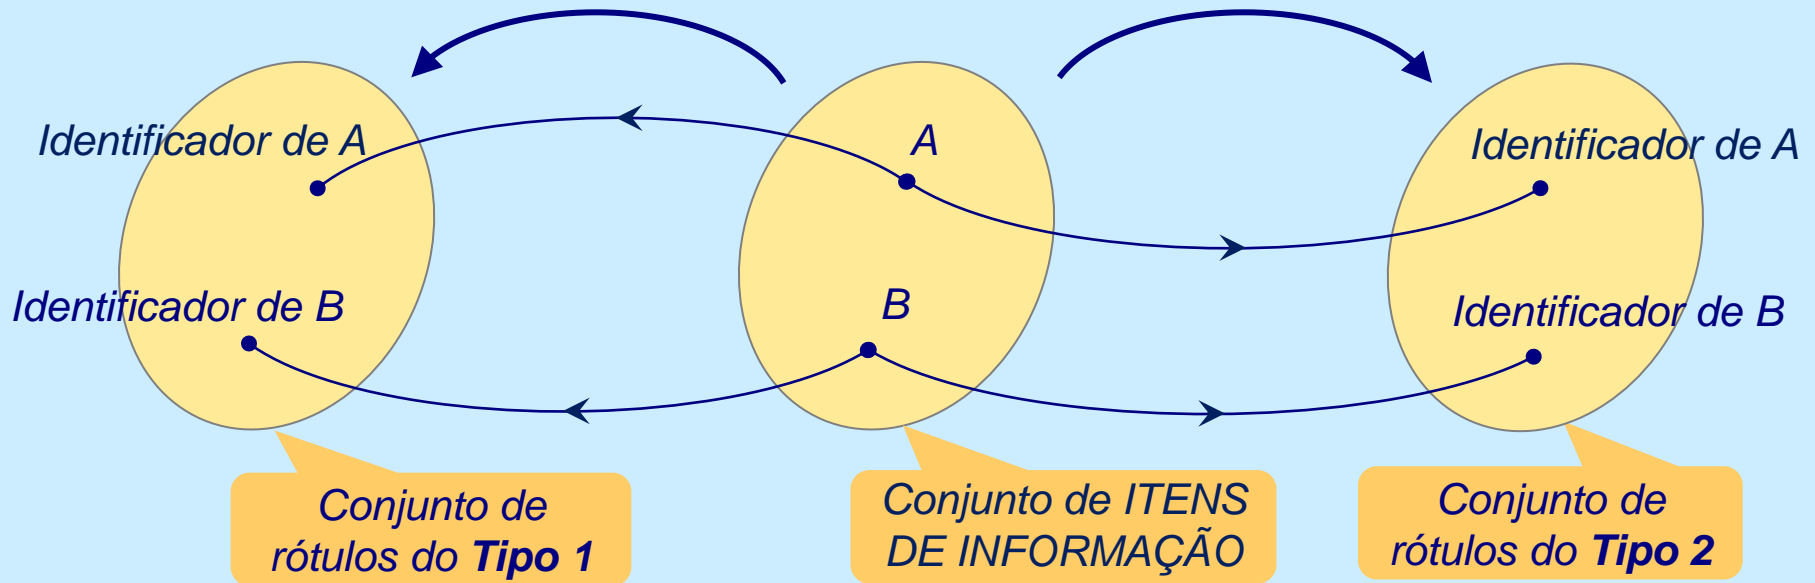 Identificador de A
A
Identificador de A
Identificador de B
B
Identificador de B
Conjunto de
rótulos do Tipo 1
Conjunto de ITENS
DE INFORMAÇÃO
Conjunto de
rótulos do Tipo 2